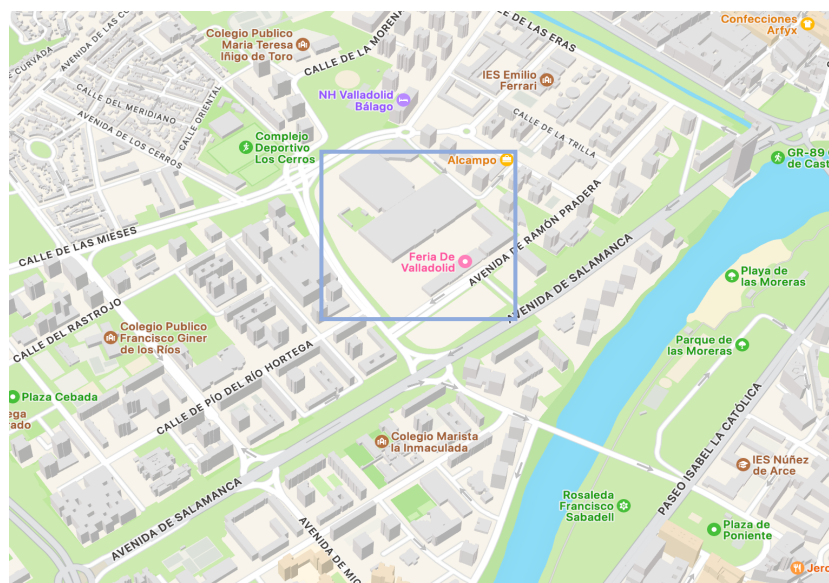 Confecciones
Arfyx
Colegio Publico
Maria Teresa
Iñigo de Toro
CALLE DE LA MORENA
DE LAS ERAS
CURVADA
AVENIDA DE LAS
IES Emilio
Ferrari
NH Valladolid
Bálago
CALLE DEL MERIDIANO
CALLE ORIENTAL
AVENIDA DE LOS CERROS
Complejo
Deportivo
Los Cerros
CALLE DE LA TRILLA
Alcampo
GR-89
de Cast
CALLE DE LAS MIESES
Feria De
Valladolid
AVENIDA DE RAMÓN PRADERA
AVENIDA DE SALAMANCA
Playa de
las Moreras
CALLE DEL RASTROJO
Colegio Publico
Francisco Giner
de los Ríos
Parque de
las Moreras
CALLE DE PÍO DEL RÍO HORTEGA
Plaza Cebada
ega
rado
Colegio Marista
la Inmaculada
PASEO ISABEL LA CATÓLICA
IES Núñez
de Arce
AVENIDA DE SALAMANCA
Rosaleda
Francisco
Sabadell
Plaza de
Poniente
AVENIDA DE MI
Jero